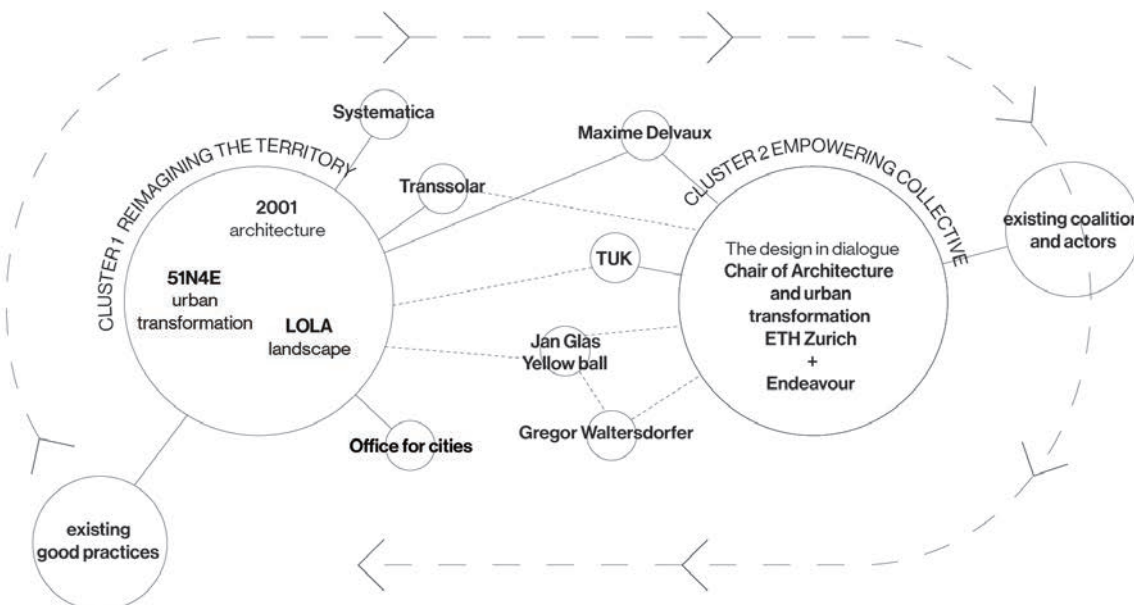 Systematica
Maxime Delvaux
CLUSTER 1 REIMAGINING THE TERRITORY
Transsolar
CLUSTER 2 EMPOWERING COLLECTIVE
2001
architecture
existing coalition
and actors
51N4E
urban
transformation
LOLA
landscape
TUK
The design in dialogue
Chair of Architecture
and urban
transformation
ETH Zurich
+
Endeavour
Jan Glas
Yellow ball
Gregor Waltersdorfer
Office for cities
existing
good practices